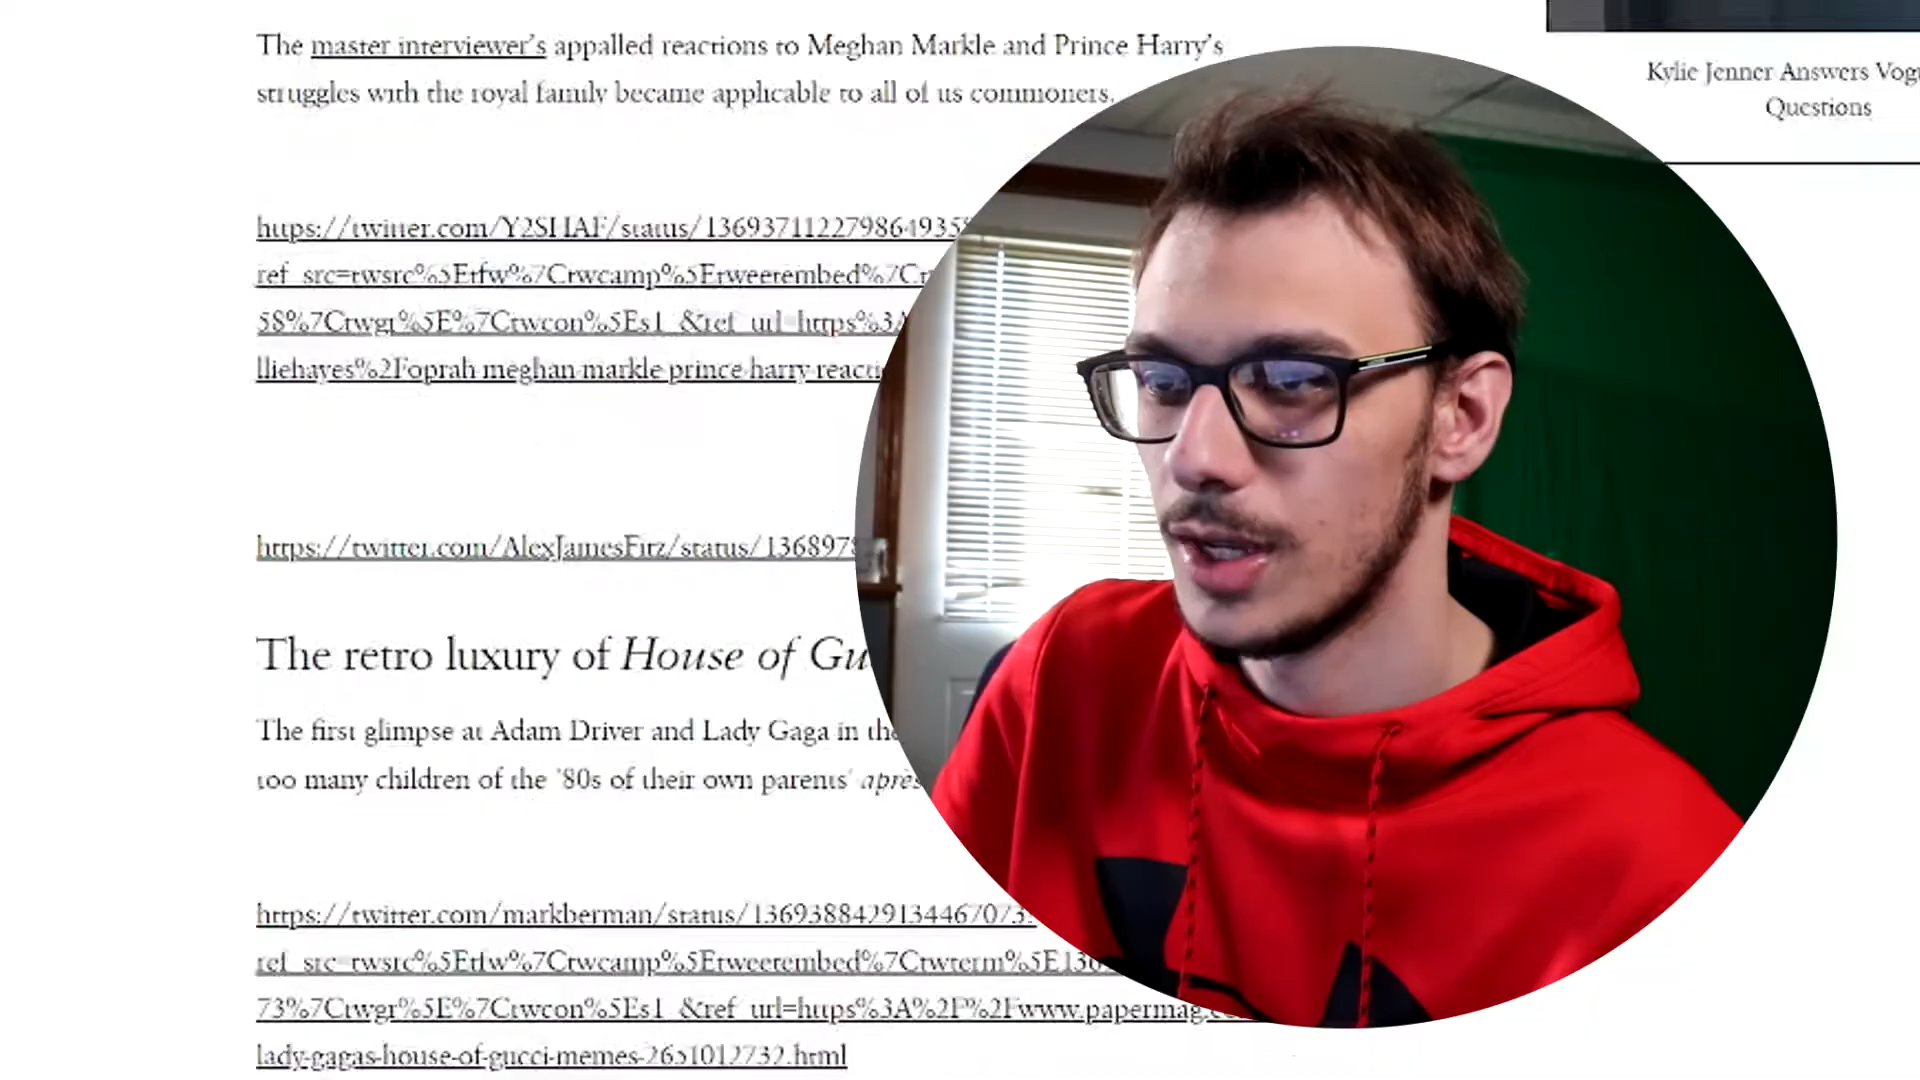 The master interviewer's appalled reactions to Meghan Markle and Prince Harry's
struggles with the royal family became applicable to all of us commoners.
Kylie Jenner Answers
Questions
https://twitter.com/Y2SHAF/status/136937112279864935
ref_src=twsrc%5Etfw%7Ctwcamp%5Etweetembed%7C
58%7Ctwgr%5E%7Ctwcon%5Es1_&ref_url=https%3A
lliehayes%2Foprah-meghan-markle-prince-harry-reacti
https://twitter.com/AlexJamesFitz/status/136897
The retro luxury of House of Gu
The first glimpse at Adam Driver and Lady Gaga in the
too many children of the '80s of their own parents' après
https://twitter.com/markberman/status/1369388429134467073
ref_src=twsrc%5Etfw%7Ctwcamp%5Etweetembed%7Ctwterm%5E136
73%7Ctwgr%5E%7Ctwcon%5Es1_&ref_url=https%3A%2F%2Fwww.papermag.c
lady-gagas-house-of-gucci-memes-2651012732.html